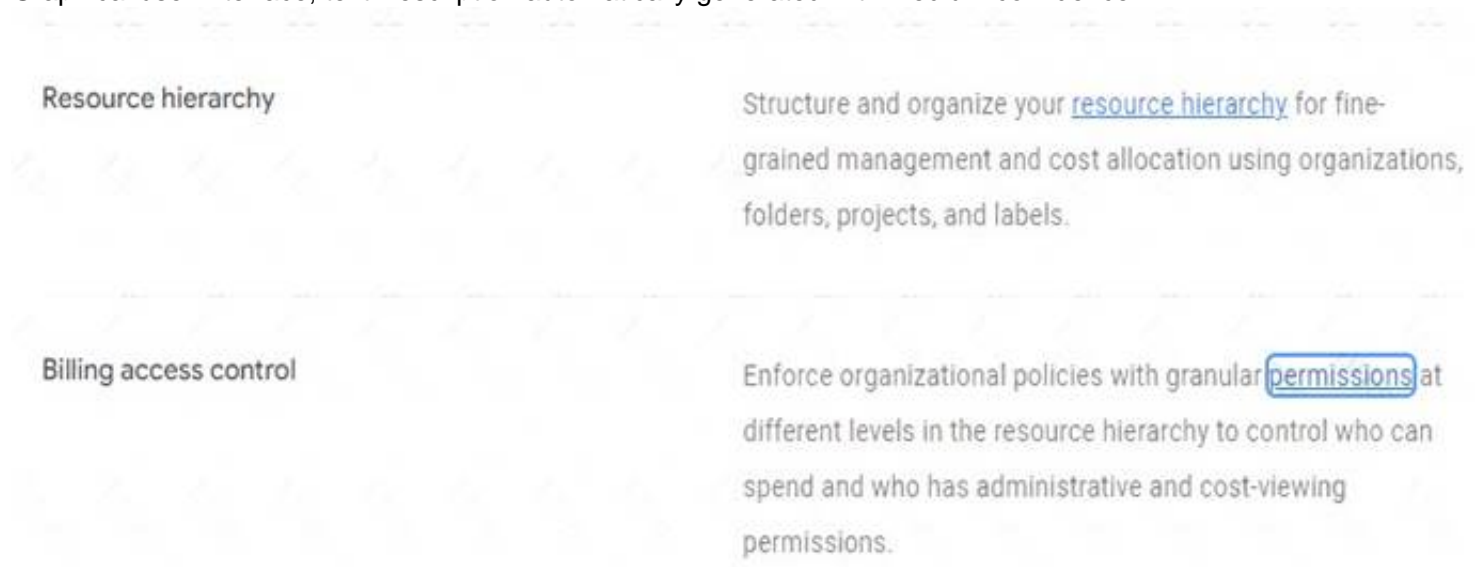 Resource hierarchy
Structure and organize your resource hierarchy for fine-
grained management and cost allocation using organizations,
folders, projects, and labels.
Billing access control
Enforce organizational policies with granular permissions at
different levels in the resource hierarchy to control who can
spend and who has administrative and cost-viewing
permissions.